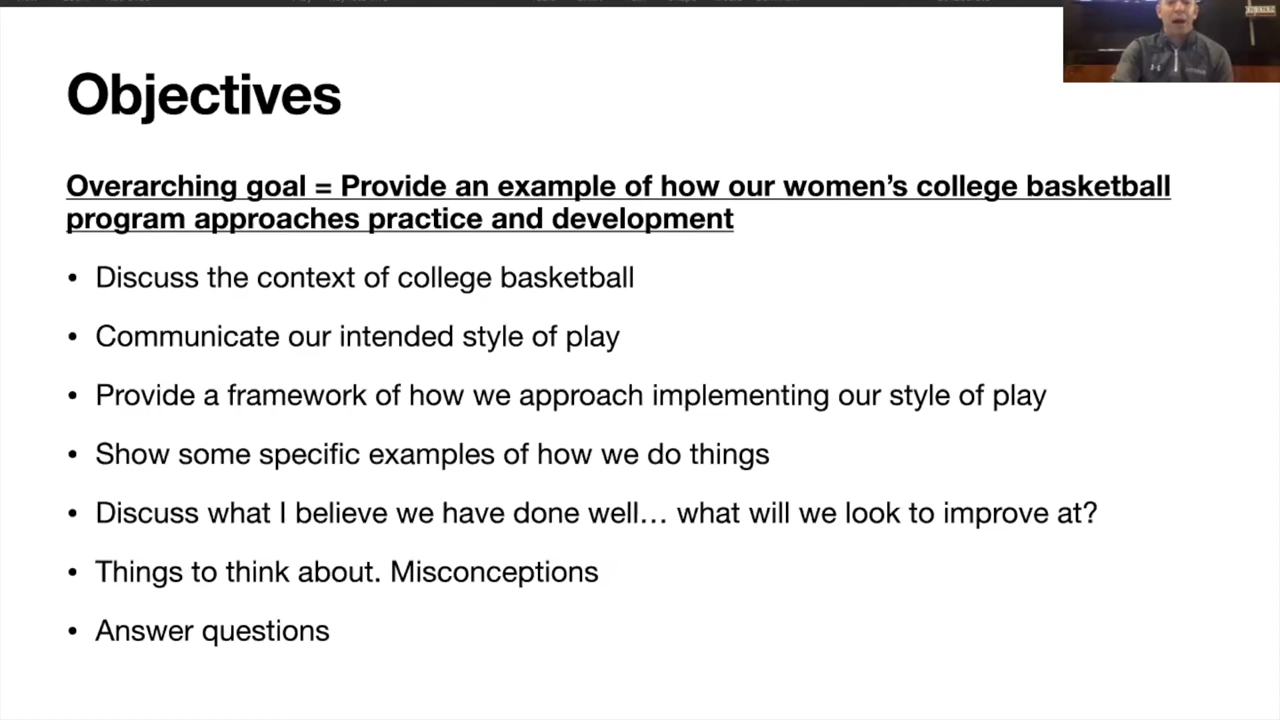 Objectives
Overarching goal = Provide an example of how our women’s college basketball
program approaches practice and development
• Discuss the context of college basketball
• Communicate our intended style of play
• Provide a framework of how we approach implementing our style of play
• Show some specific examples of how we do things
• Discuss what I believe we have done well… what will we look to improve at?
• Things to think about. Misconceptions
• Answer questions